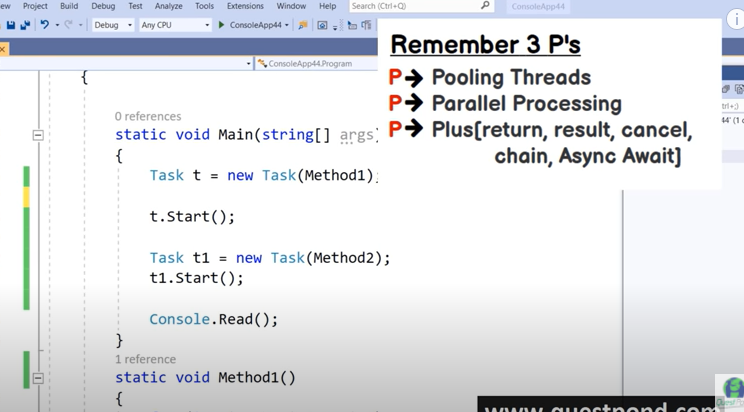 ew Project Build Debug Test Analyze Tools Extensions Window Help Search (Ctrl+Q) ConsoleApp44
Debug Any CPU ConsoleApp44
ConsoleApp44.Program
Remember 3 P's
P➔ Pooling Threads
P➔ Parallel Processing
P➔ Plus[return, result, cancel,
chain, Async Await]
{
0 references
static void Main(string[] args)
{
Task t = new Task(Method1);
t.Start();
Task t1 = new Task(Method2);
t1.Start();
Console.Read();
}
1 reference
static void Method1()
{
www.questpond.com